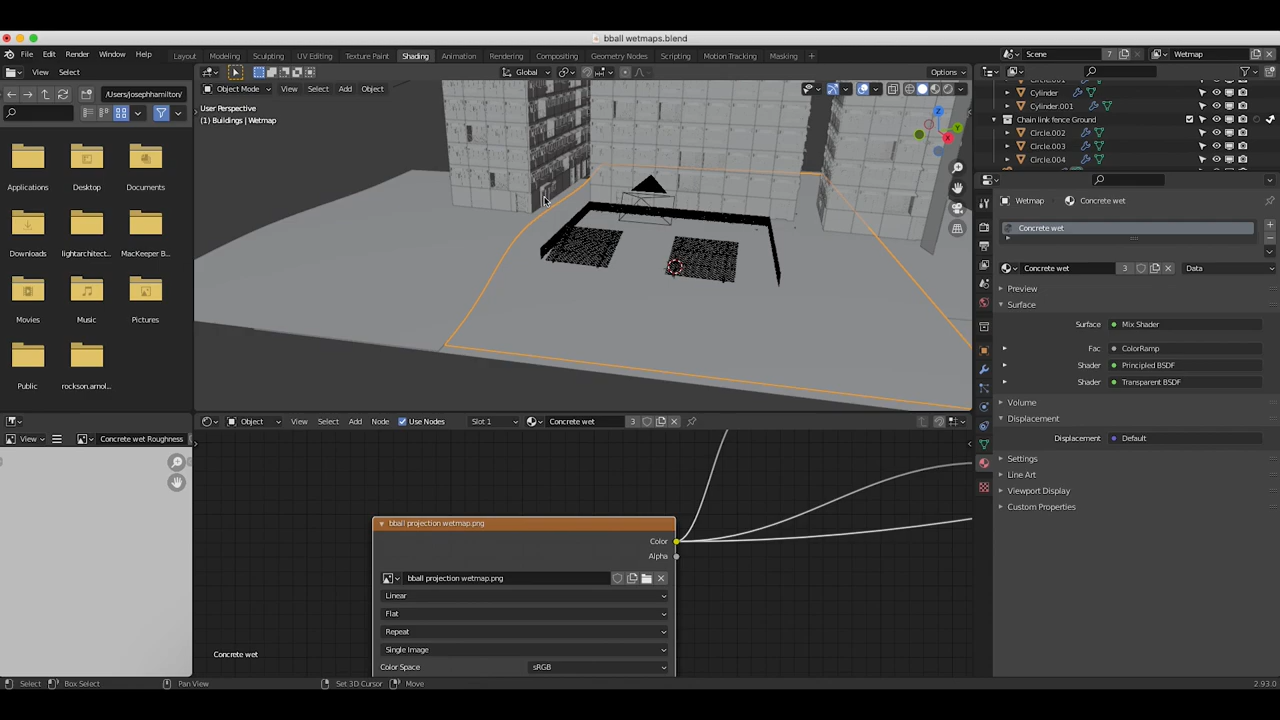 bball wetmaps.blend
File Edit Render Window Help
Layout Modeling Sculpting UV Editing Texture Paint Shading Animation Rendering Compositing Geometry Nodes Scripting Motion Tracking Masking +
Scene 7 Wetmap
View Select
Global
Options
Object Mode View Select Add Object
/Users/josephhamilton/
User Perspective
(1) Buildings | Wetmap
Applications Desktop Documents
Downloads lightarchitect... MacKeeper B...
Movies Music Pictures
Public rockson.arnol...
Cylinder
Cylinder.001
Chain link fence Ground
Circle.002
Circle.003
Circle.004
Wetmap Concrete wet
Concrete wet
Concrete wet 3 Data
Preview
Surface
Surface Mix Shader
Fac ColorRamp
Shader Principled BSDF
Shader Transparent BSDF
Volume
Displacement
Displacement Default
Settings
Line Art
Viewport Display
Custom Properties
View Concrete wet Roughness
Object View Select Add Node Use Nodes Slot 1 Concrete wet 3
bball projection wetmap.png
Color
Alpha
bball projection wetmap.png
Linear
Flat
Repeat
Single Image
Color Space sRGB
Concrete wet
Select Box Select Pan View Set 3D Cursor Move 2.93.0